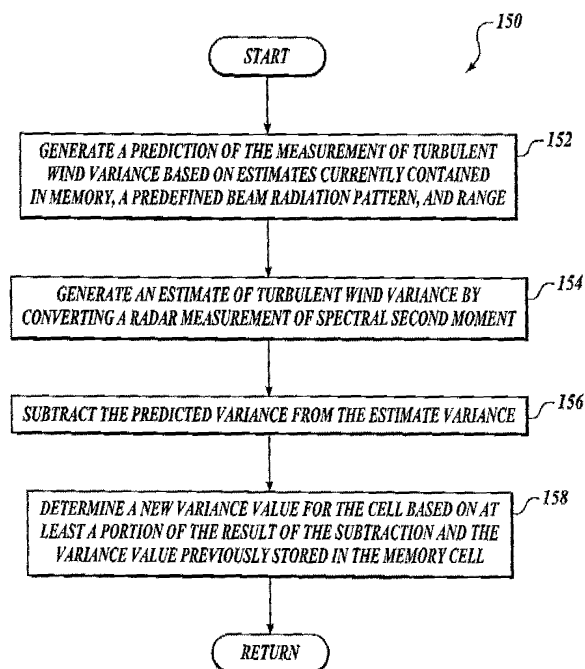 150
START
GENERATE A PREDICTION OF THE MEASUREMENT OF TURBULENT
WIND VARIANCE BASED ON ESTIMATES CURRENTLY CONTAINED
IN MEMORY, A PREDEFINED BEAM RADIATION PATTERN, AND RANGE
152
GENERATE AN ESTIMATE OF TURBULENT WIND VARIANCE BY
CONVERTING A RADAR MEASUREMENT OF SPECTRAL SECOND MOMENT
154
SUBTRACT THE PREDICTED VARIANCE FROM THE ESTIMATE VARIANCE
156
DETERMINE A NEW VARIANCE VALUE FOR THE CELL BASED ON AT
LEAST A PORTION OF THE RESULT OF THE SUBTRACTION AND THE
VARIANCE VALUE PREVIOUSLY STORED IN THE MEMORY CELL
158
RETURN